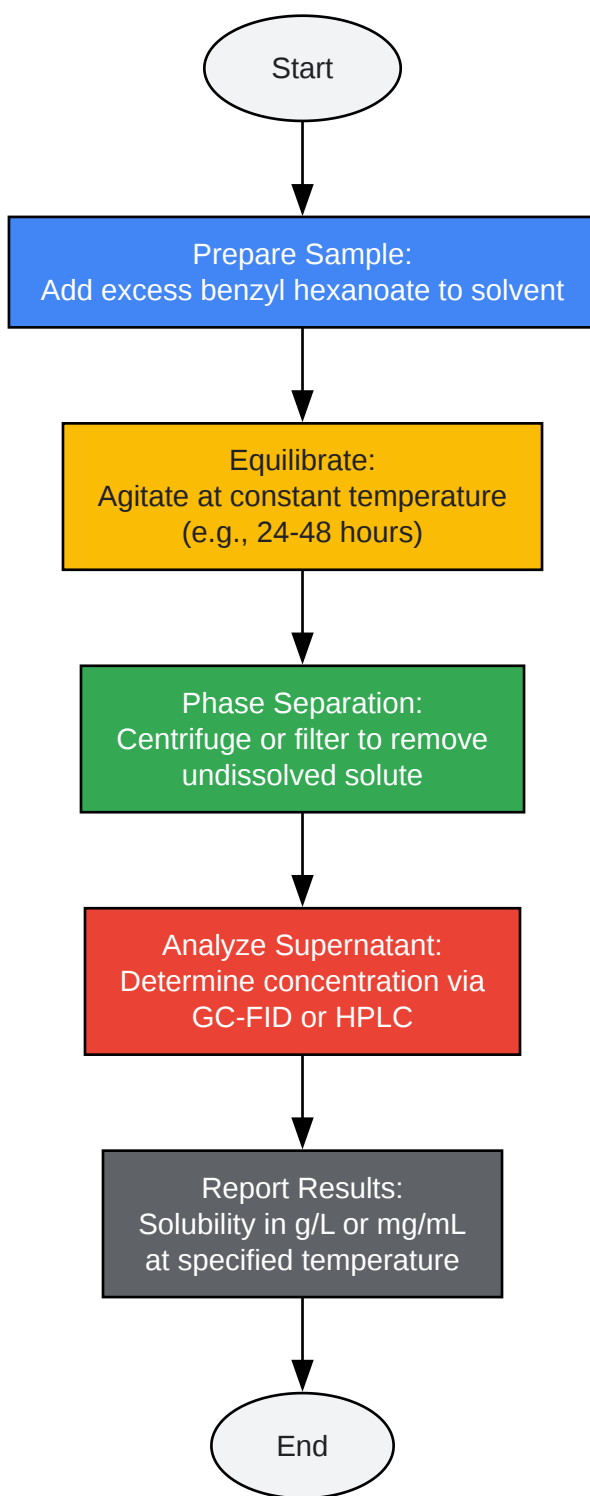 Start
Prepare Sample:
Add excess benzyl hexanoate to solvent
Equilibrate:
Agitate at constant temperature
(e.g., 24-48 hours)
Phase Separation:
Centrifuge or filter to remove
undissolved solute
Analyze Supernatant:
Determine concentration via
GC-FID or HPLC
Report Results:
Solubility in g/L or mg/mL
at specified temperature
End